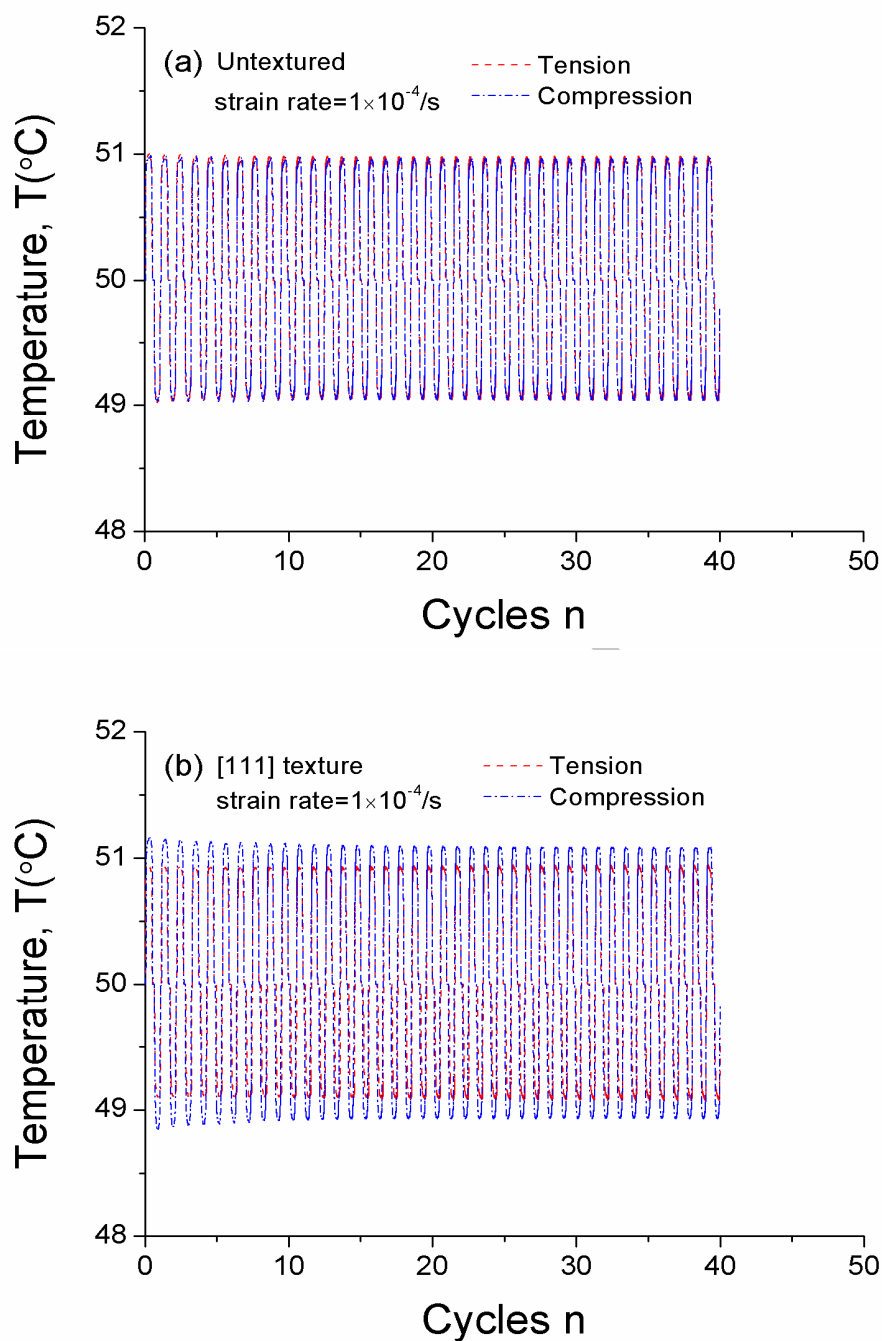 52
(a) Untextured
strain rate=1×10⁻⁴/s
Tension
Compression
51
50
49
48
0 10 20 30 40 50
Temperature, T(°C)
Cycles n
52
(b) [111] texture
strain rate=1×10⁻⁴/s
Tension
Compression
51
50
49
48
0 10 20 30 40 50
Temperature, T(°C)
Cycles n